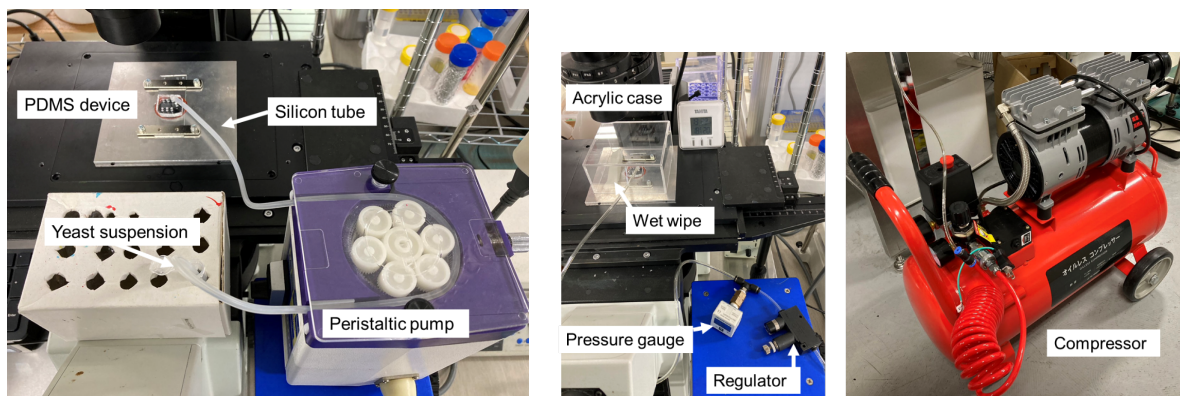 PDMS device
Silicon tube
Yeast suspension
Peristaltic pump
Acrylic case
Wet wipe
Pressure gauge
Regulator
オイルレス コンプレッサー
Compressor